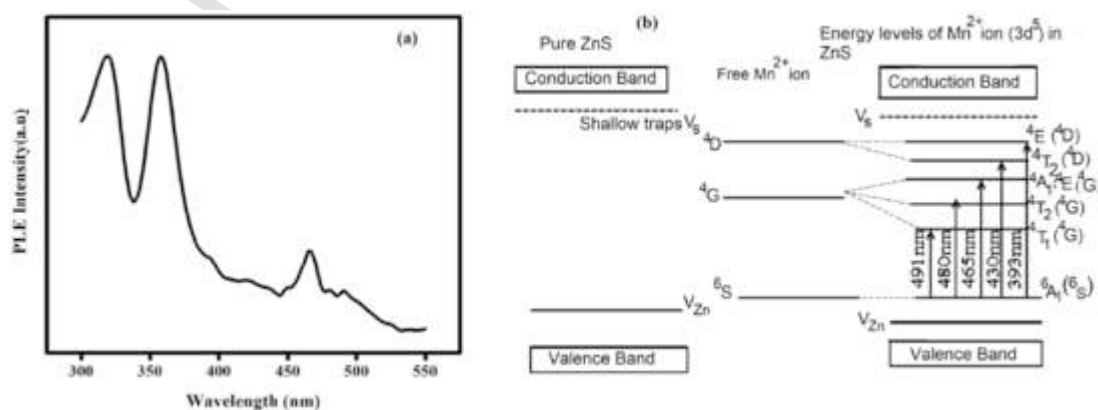 (a)
PLE Intensity(a.u)
300 350 400 450 500 550
Wavelength (nm)
(b)
Pure ZnS
Conduction Band
Shallow traps Vs
VZn
Valence Band
Free Mn2+ion
4D
4G
6S
Energy levels of Mn2+ion (3d5) in
ZnS
Conduction Band
Vs
4E (4D)
4T2(4D)
4A1 4E(4G)
4T2(4G)
4T1(4G)
491nm
480nm
465nm
430nm
393nm
6A1(6S)
VZn
Valence Band